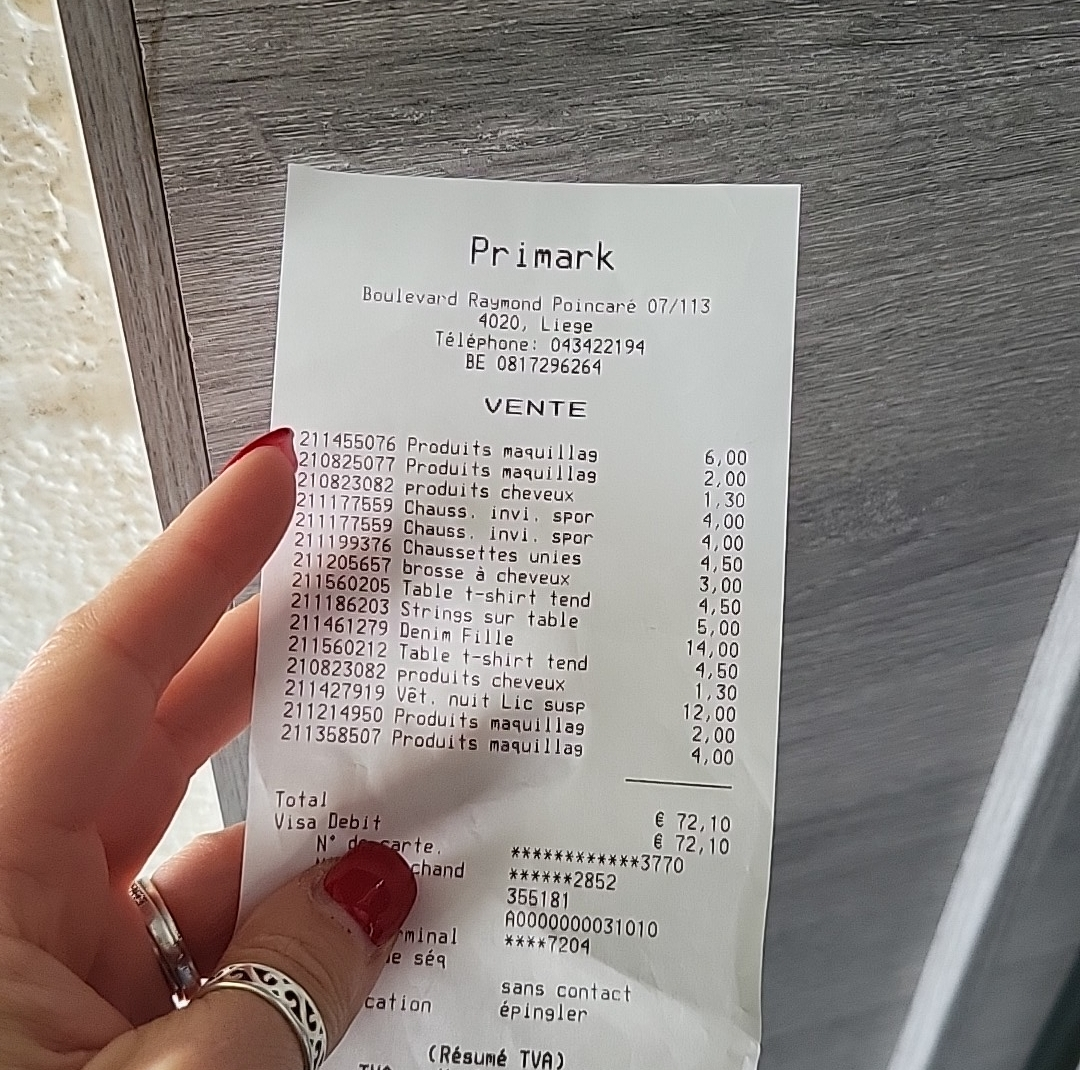 Primark
Boulevard Raymond Poincaré 07/113
4020, Liege
Téléphone: 043422194
BE 0817296264
VENTE
211455076 Produits maquillag 6,00
210825077 Produits maquillag 2,00
210823082 produits cheveux 1,30
211177559 Chauss. invi. spor 4,00
211177559 Chauss. invi. spor 4,00
211199376 Chaussettes unies 4,50
211205657 brosse à cheveux 3,00
211560205 Table t-shirt tend 4,50
211186203 Strings sur table 5,00
211461279 Denim Fille 14,00
211560212 Table t-shirt tend 4,50
210823082 produits cheveux 1,30
211427919 Vêt. nuit Lic susp 12,00
211214950 Produits maquillag 2,00
211358507 Produits maquillag 4,00
Total € 72,10
Visa Debit € 72,10
N° de carte. ************3770
chand ******2852
355181
A0000000031010
rminal ****7204
de séq
sans contact
cation épingler
(Résumé TVA)